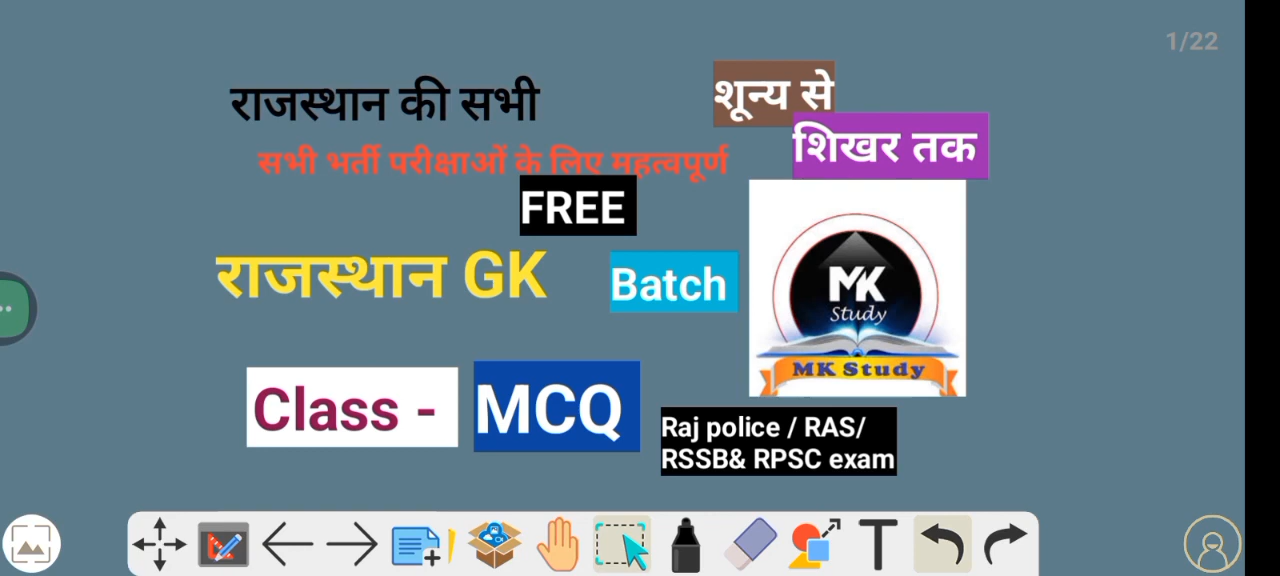 1/22
राजस्थान की सभी
शून्य से
शिखर तक
सभी भर्ती परीक्षाओं के लिए महत्वपूर्ण
FREE
राजस्थान GK
Batch
MK
Study
MK Study
Class -
MCQ
Raj police / RAS/
RSSB& RPSC exam